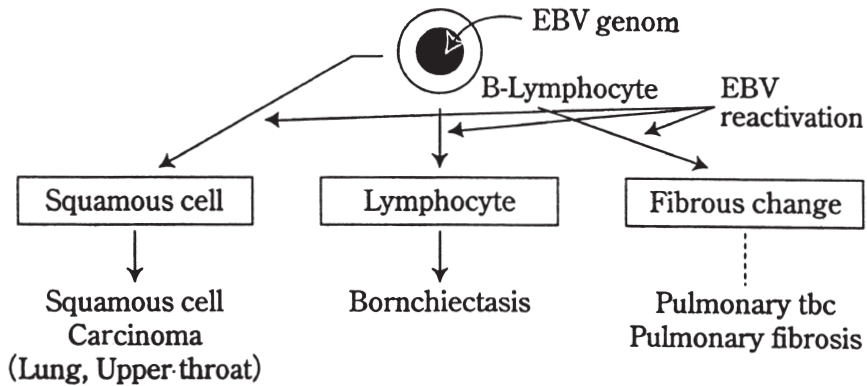 EBV genom
B-Lymphocyte
EBV
reactivation
Squamous cell
Lymphocyte
Fibrous change
Squamous cell
Carcinoma
(Lung, Upper throat)
Bornchiectasis
Pulmonary tbc
Pulmonary fibrosis